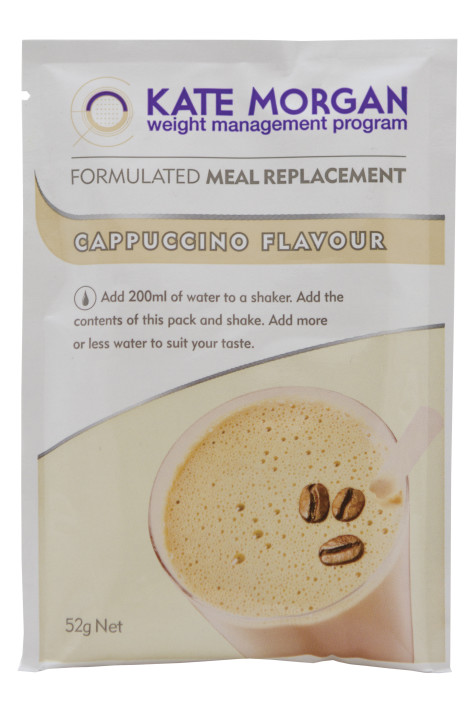 KATE MORGAN
weight management program
FORMULATED MEAL REPLACEMENT
CAPPUCCINO FLAVOUR
Add 200ml of water to a shaker. Add the
contents of this pack and shake. Add more
or less water to suit your taste.
52g Net